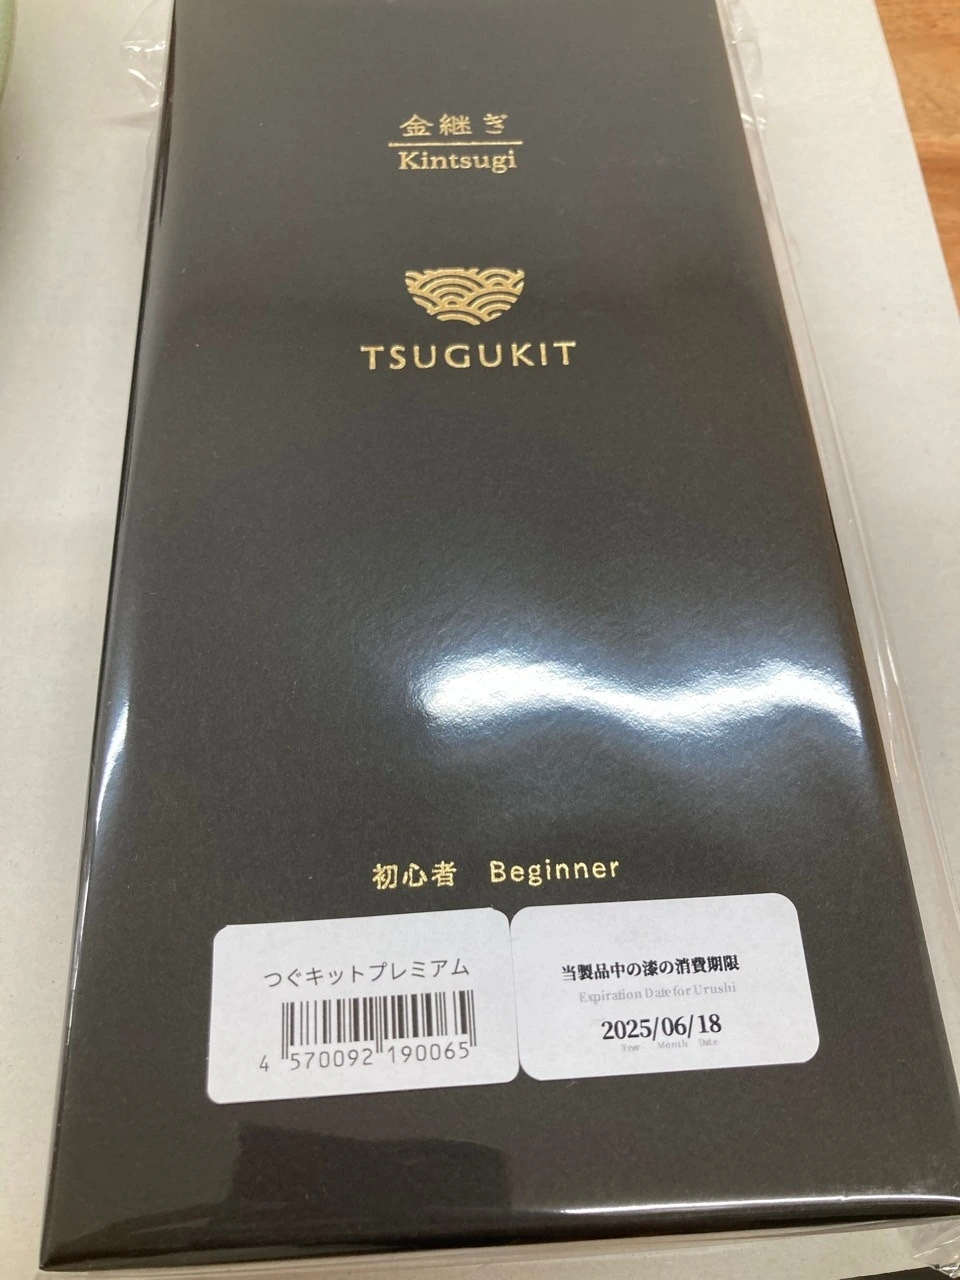 金継ぎ
Kintsugi
TSUGUKIT
初心者 Beginner
つぐキットプレミアム
4 570092 190065
当製品中の漆の消費期限
Expiration Date for Urushi
2025/06/18
Year Month Date